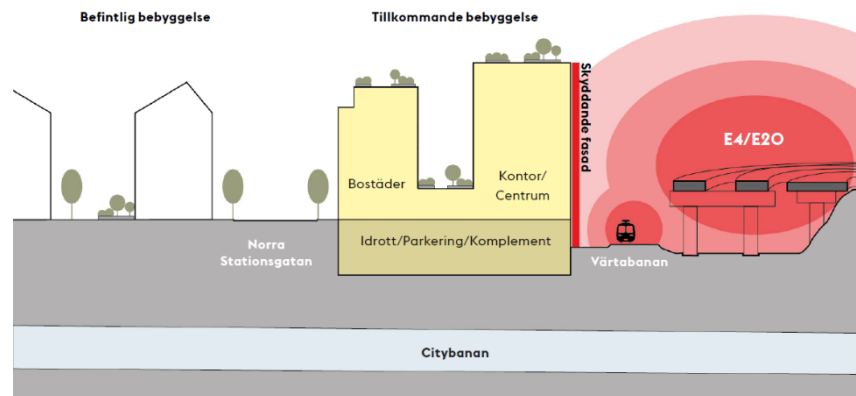 Befintlig bebyggelse
Tillkommande bebyggelse
Skyddande fasad
E4/E20
Bostäder
Kontor/
Centrum
Idrott/Parkering/Komplement
Norra
Stationsgatan
Värtabanan
Citybanan